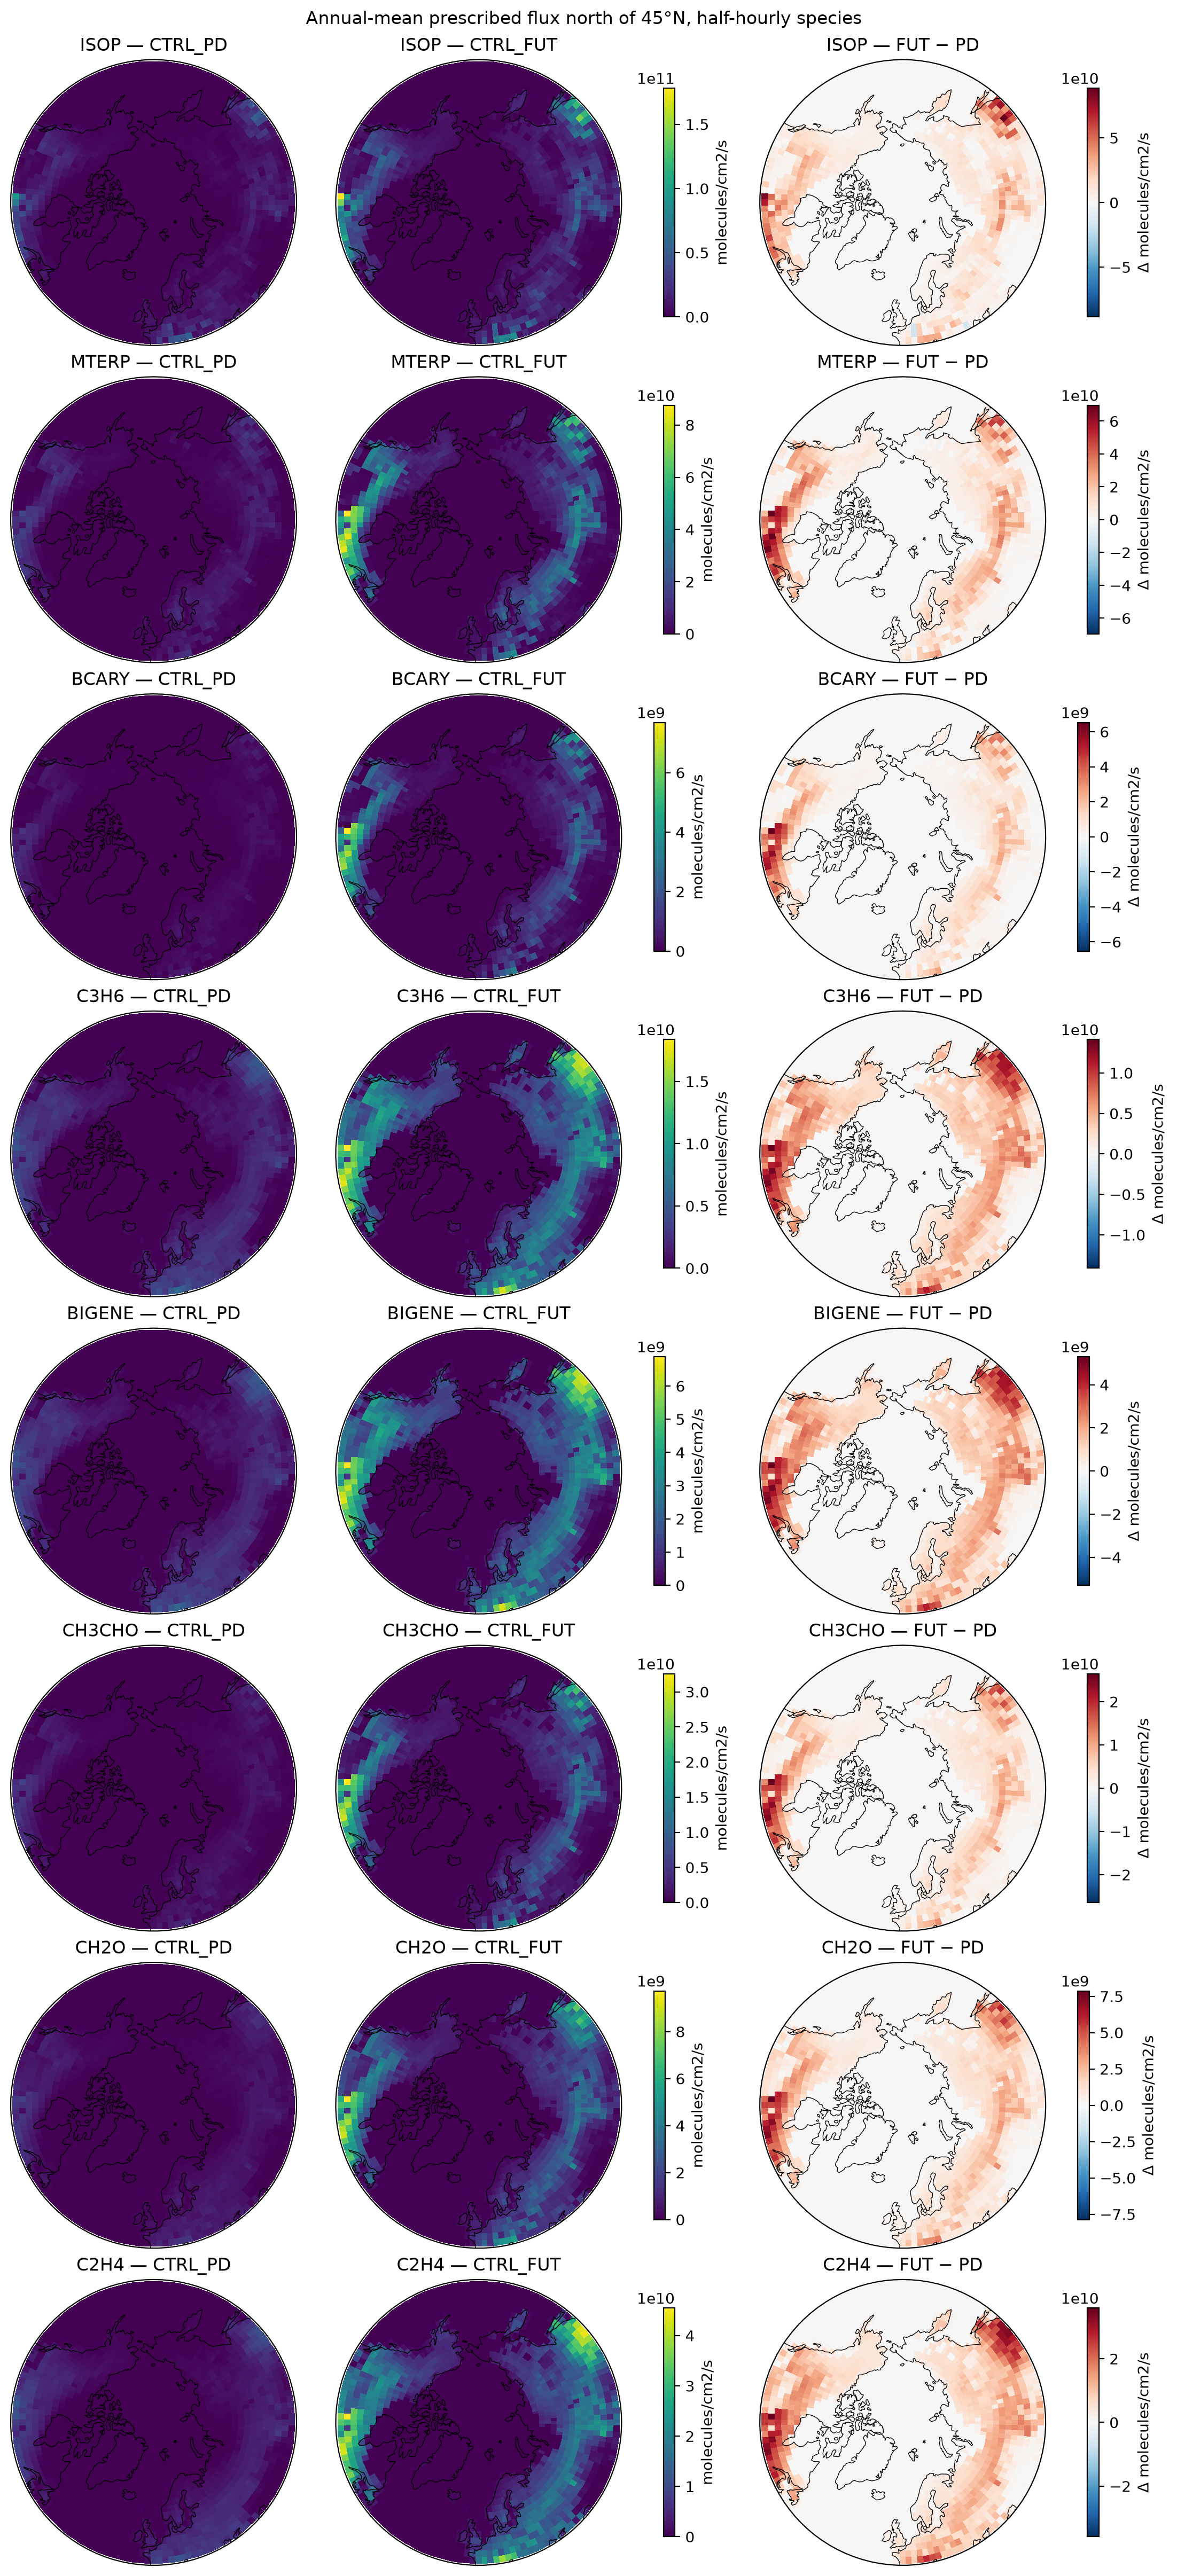 Annual-mean prescribed flux north of 45°N, half-hourly species
ISOP — CTRL_PD
ISOP — CTRL_FUT
ISOP — FUT − PD
1e11
1.5
1.0
0.5
0.0
molecules/cm2/s
1e10
5
0
−5
Δ molecules/cm2/s
MTERP — CTRL_PD
MTERP — CTRL_FUT
MTERP — FUT − PD
1e10
8
6
4
2
0
molecules/cm2/s
1e10
6
4
2
0
−2
−4
−6
Δ molecules/cm2/s
BCARY — CTRL_PD
BCARY — CTRL_FUT
BCARY — FUT − PD
1e9
6
4
2
0
molecules/cm2/s
1e9
6
4
2
0
−2
−4
−6
Δ molecules/cm2/s
C3H6 — CTRL_PD
C3H6 — CTRL_FUT
C3H6 — FUT − PD
1e10
1.5
1.0
0.5
0.0
molecules/cm2/s
1e10
1.0
0.5
0.0
−0.5
−1.0
Δ molecules/cm2/s
BIGENE — CTRL_PD
BIGENE — CTRL_FUT
BIGENE — FUT − PD
1e9
6
5
4
3
2
1
0
molecules/cm2/s
1e9
4
2
0
−2
−4
Δ molecules/cm2/s
CH3CHO — CTRL_PD
CH3CHO — CTRL_FUT
CH3CHO — FUT − PD
1e10
3.0
2.5
2.0
1.5
1.0
0.5
0.0
molecules/cm2/s
1e10
2
1
0
−1
−2
Δ molecules/cm2/s
CH2O — CTRL_PD
CH2O — CTRL_FUT
CH2O — FUT − PD
1e9
8
6
4
2
0
molecules/cm2/s
1e9
7.5
5.0
2.5
0.0
−2.5
−5.0
−7.5
Δ molecules/cm2/s
C2H4 — CTRL_PD
C2H4 — CTRL_FUT
C2H4 — FUT − PD
1e10
4
3
2
1
0
molecules/cm2/s
1e10
2
0
−2
Δ molecules/cm2/s